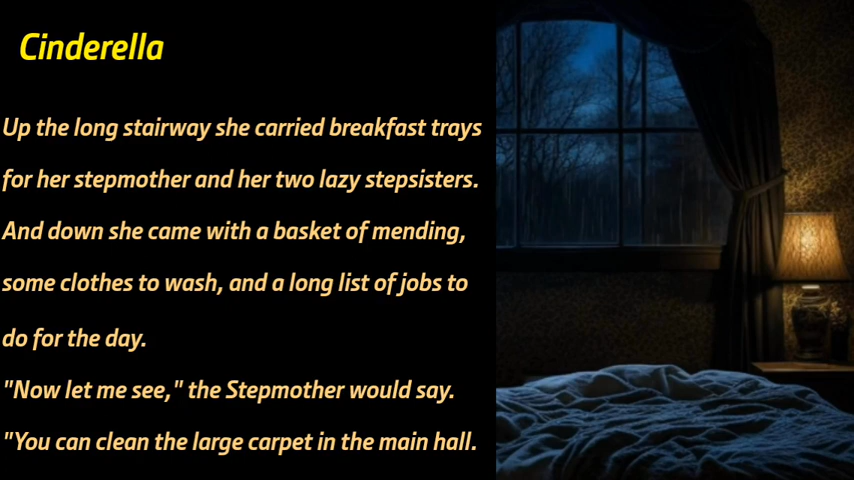 Cinderella
Up the long stairway she carried breakfast trays
for her stepmother and her two lazy stepsisters.
And down she came with a basket of mending,
some clothes to wash, and a long list of jobs to
do for the day.
"Now let me see," the Stepmother would say.
"You can clean the large carpet in the main hall.